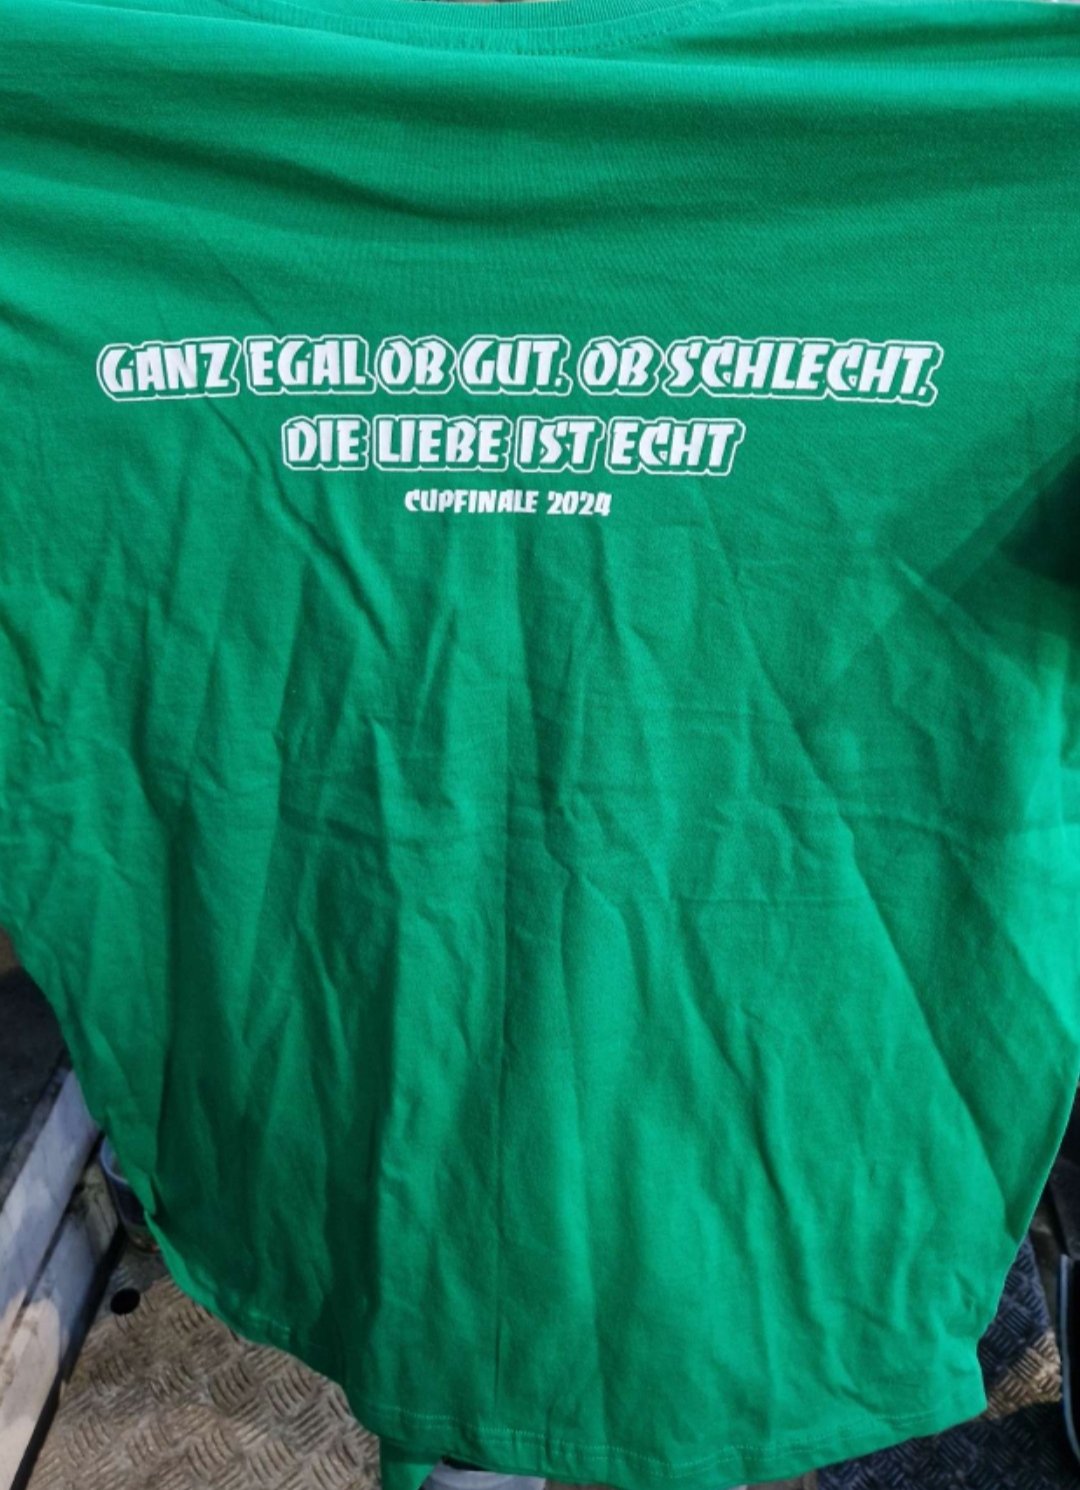 GANZ EGAL OB GUT. OB SCHLECHT.
DIE LIEBE IST ECHT
CUPFINALE 2024